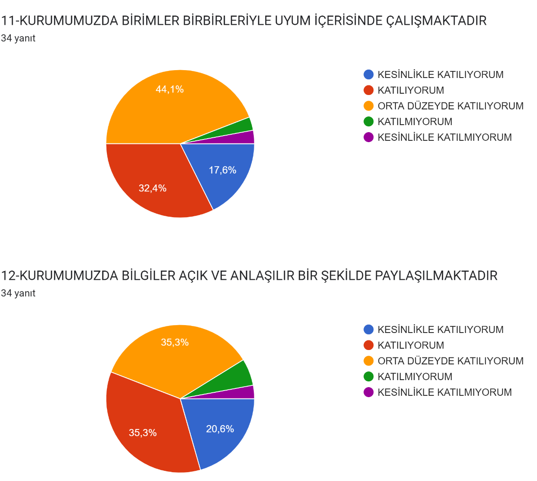 11-KURUMUMUZDA BİRİMLER BİRBİRLERİYLE UYUM İÇERİSİNDE ÇALIŞMAKTADIR
34 yanıt
44,1%
17,6%
32,4%
KESİNLİKLE KATILIYORUM
KATILIYORUM
ORTA DÜZEYDE KATILIYORUM
KATILMIYORUM
KESİNLİKLE KATILMIYORUM
12-KURUMUMUZDA BİLGİLER AÇIK VE ANLAŞILIR BİR ŞEKİLDE PAYLAŞILMAKTADIR
34 yanıt
35,3%
20,6%
35,3%
KESİNLİKLE KATILIYORUM
KATILIYORUM
ORTA DÜZEYDE KATILIYORUM
KATILMIYORUM
KESİNLİKLE KATILMIYORUM